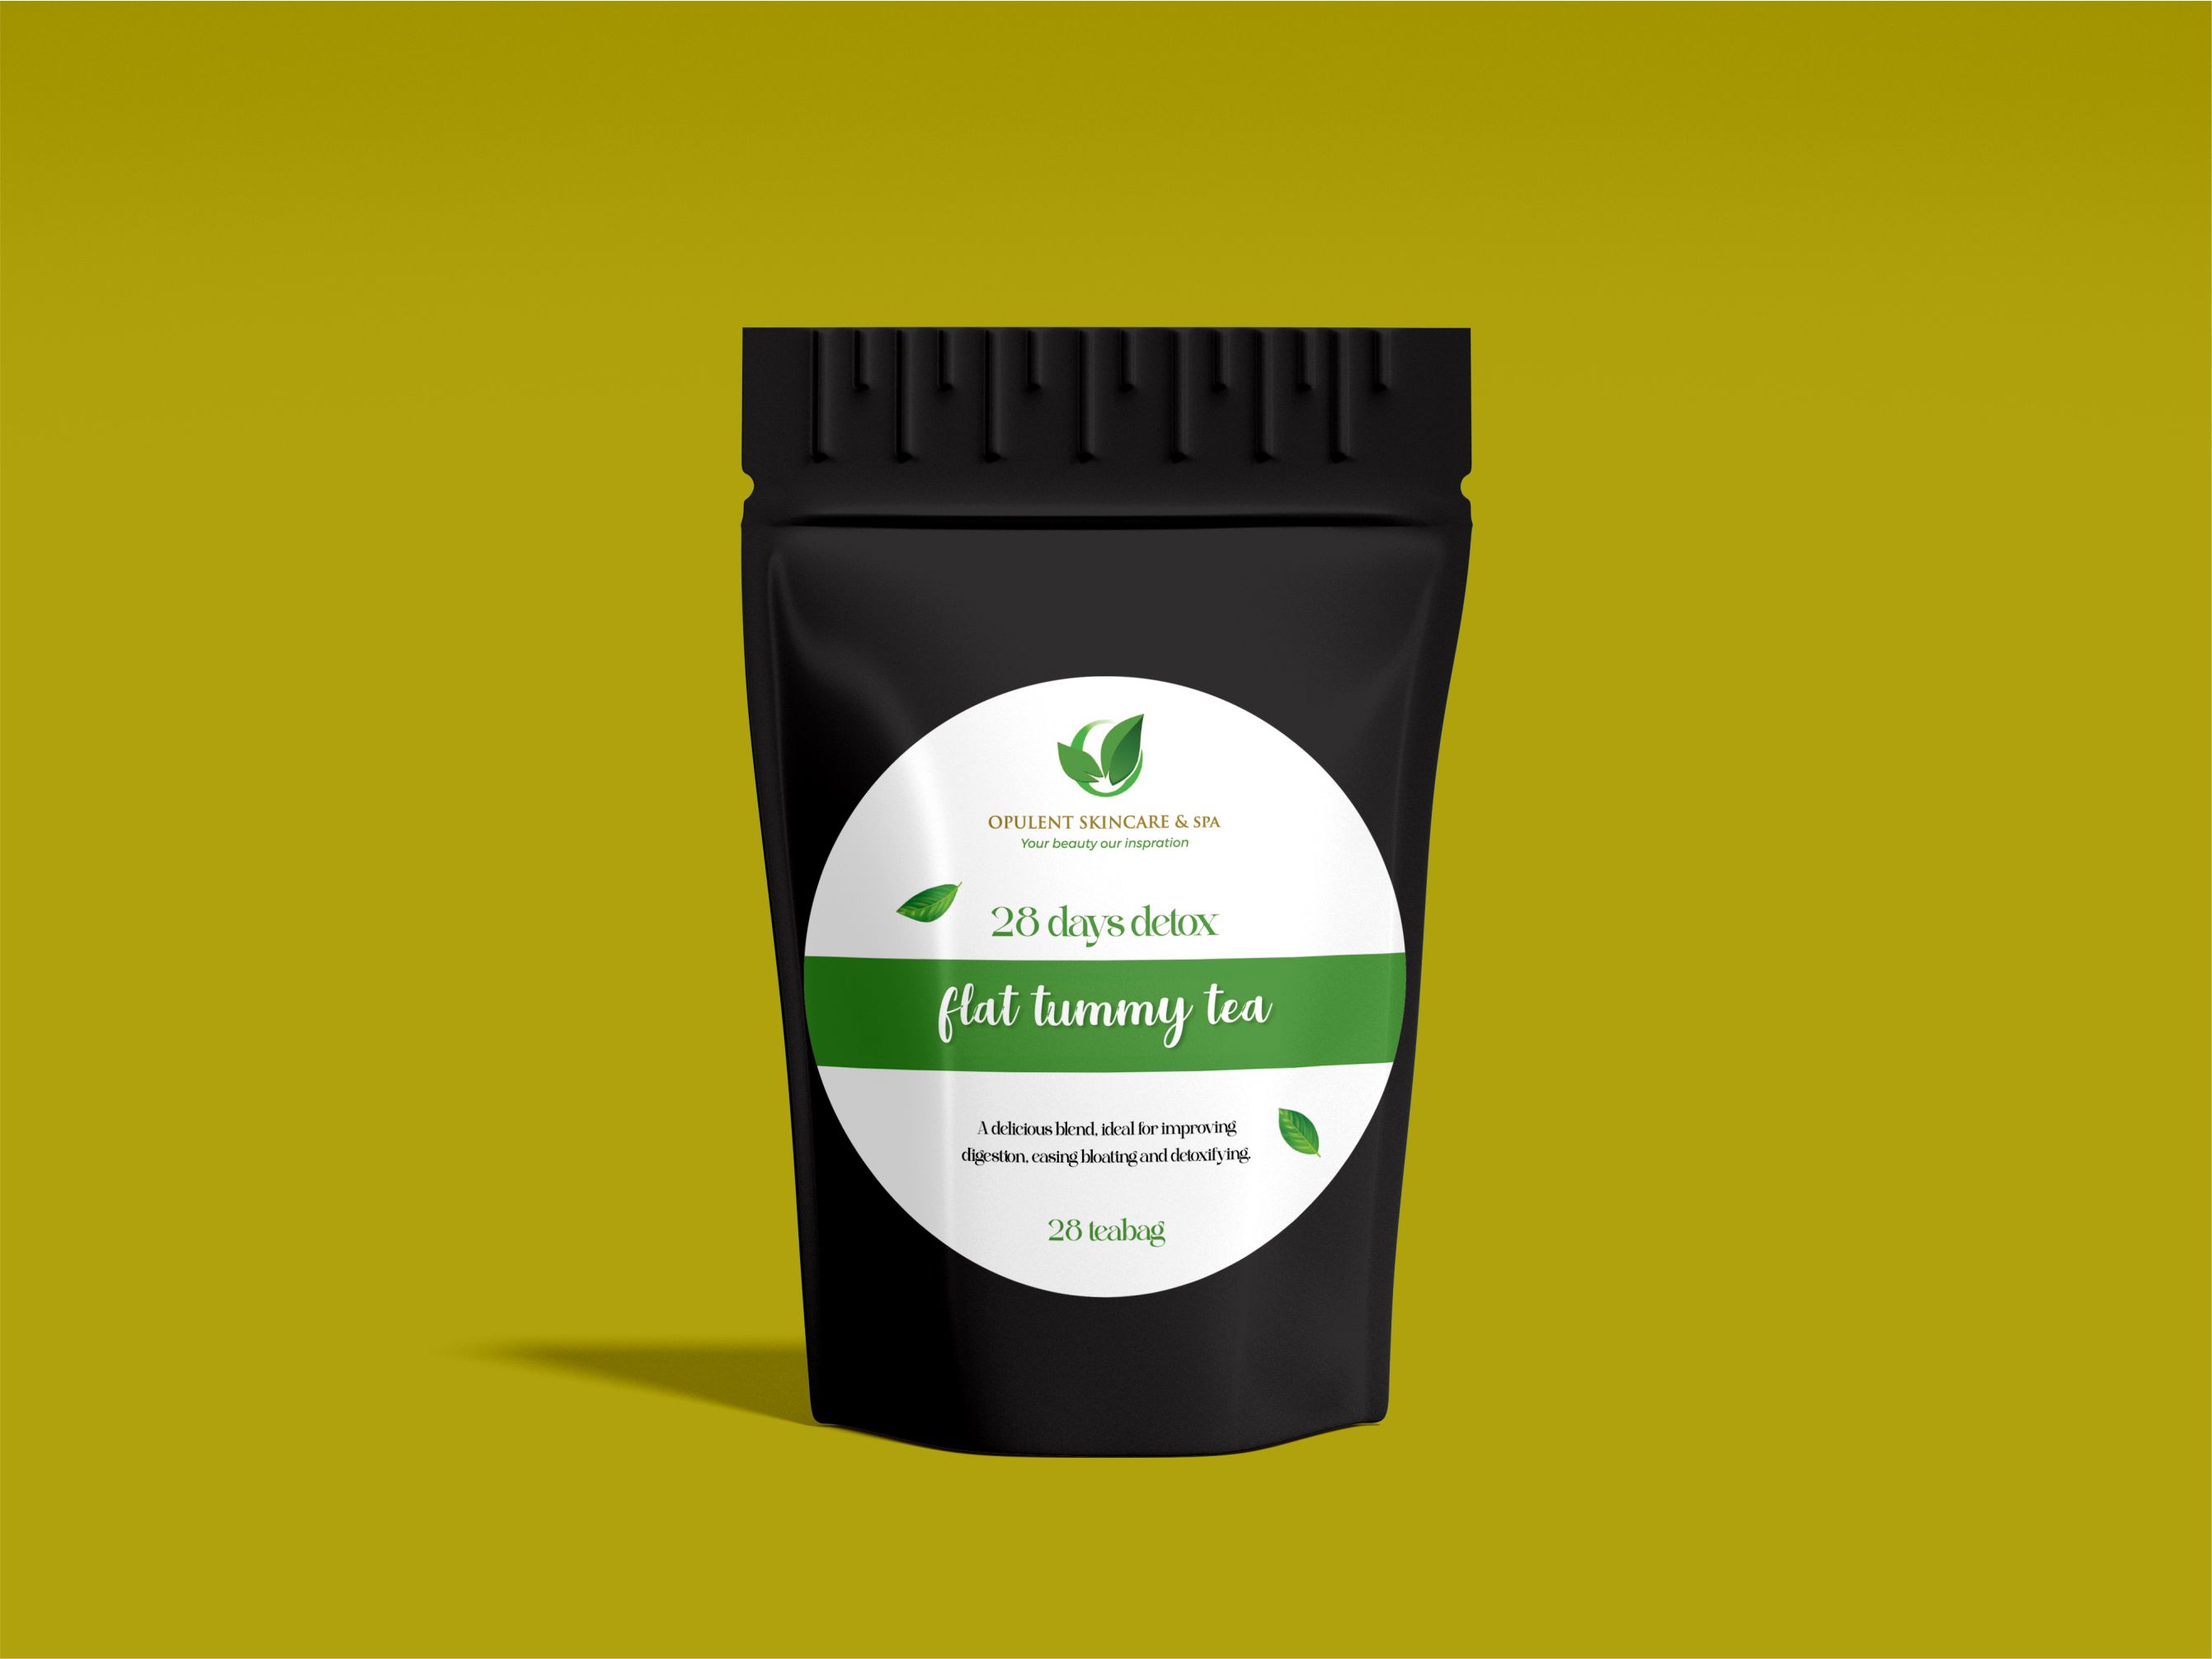 OPULENT SKINCARE & SPA
Your beauty our inspration
28 days detox
flat tummy tea
A delicious blend, ideal for improving
digestion, easing bloating and detoxifying.
28 teabag